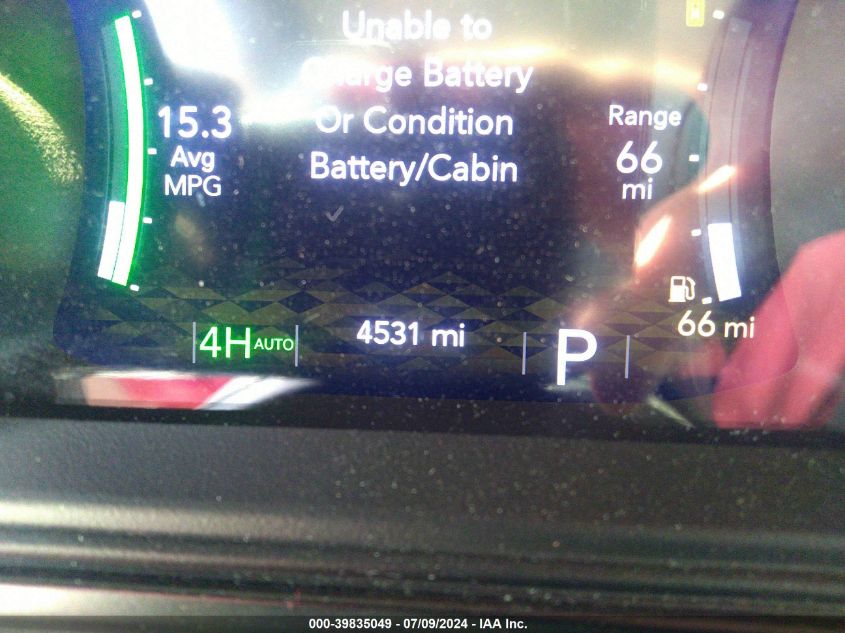 Unable to
Charge Battery
Or Condition
Battery/Cabin
15.3
Avg
MPG
Range
66
mi
66 mi
4H AUTO
4531 mi
P
000-39835049 - 07/09/2024 - IAA Inc.